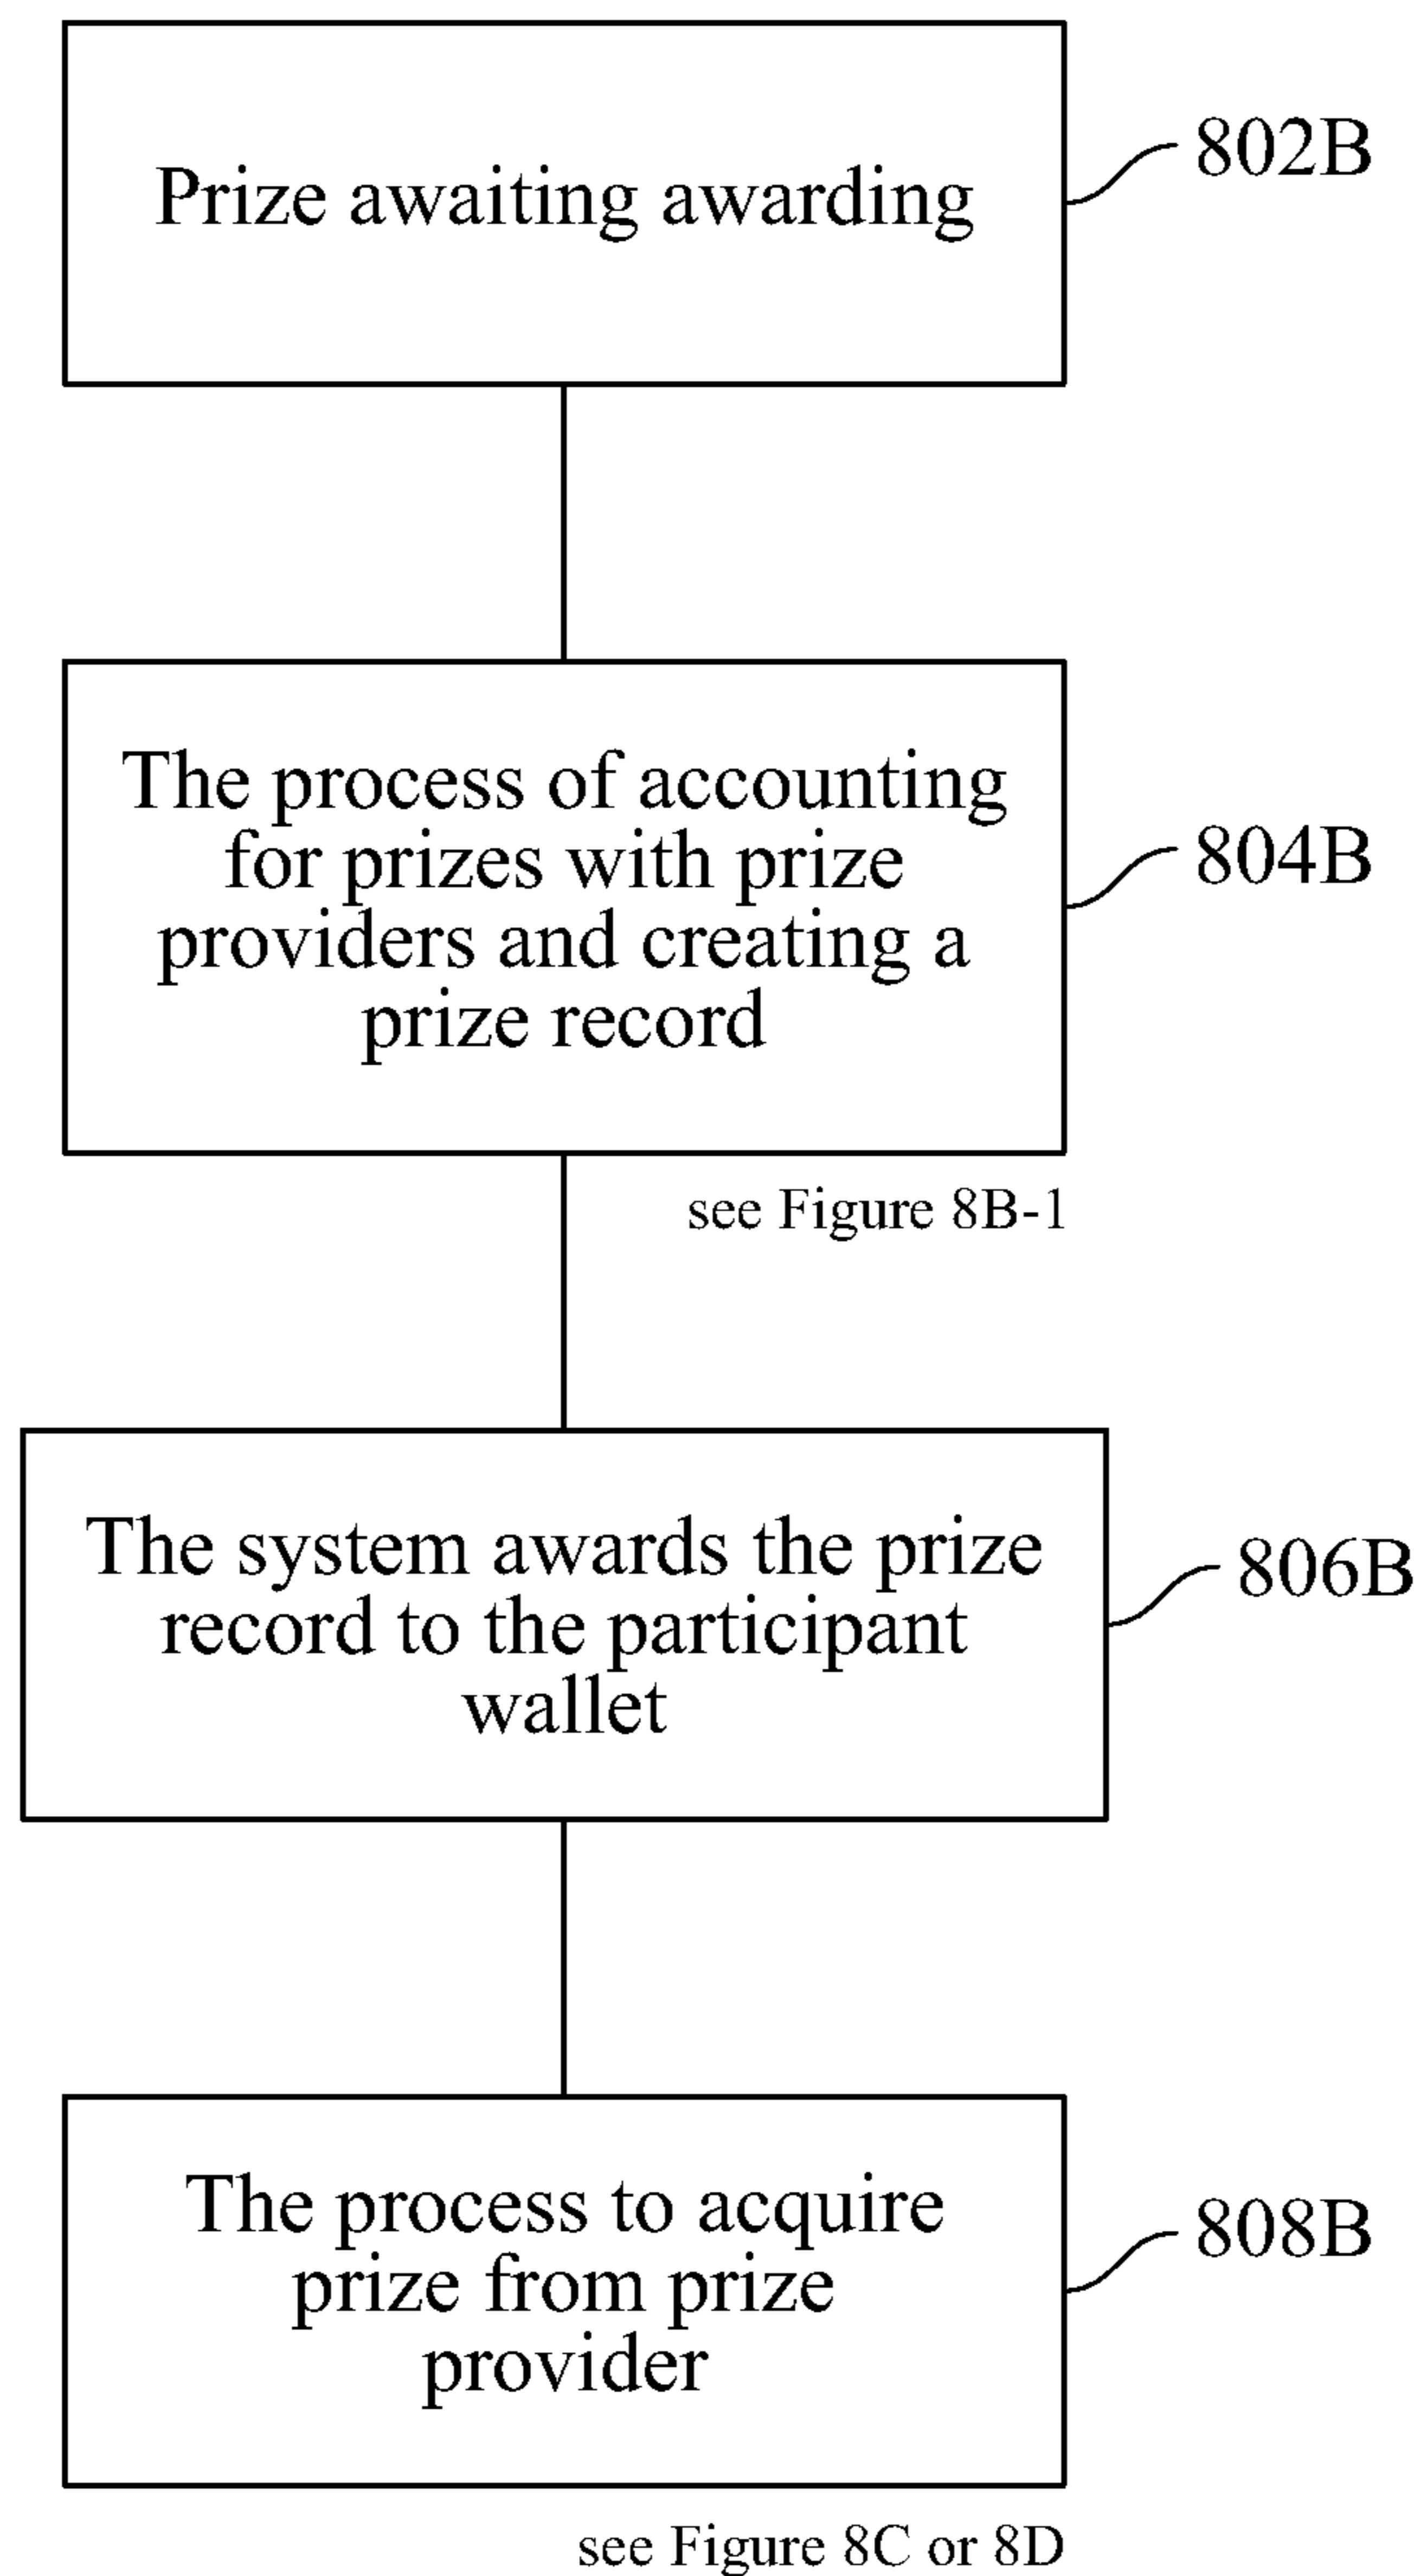 Prize awaiting awarding
802B
The process of accounting
for prizes with prize
providers and creating a
prize record
804B
see Figure 8B-1
The system awards the prize
record to the participant
wallet
806B
The process to acquire
prize from prize
provider
808B
see Figure 8C or 8D